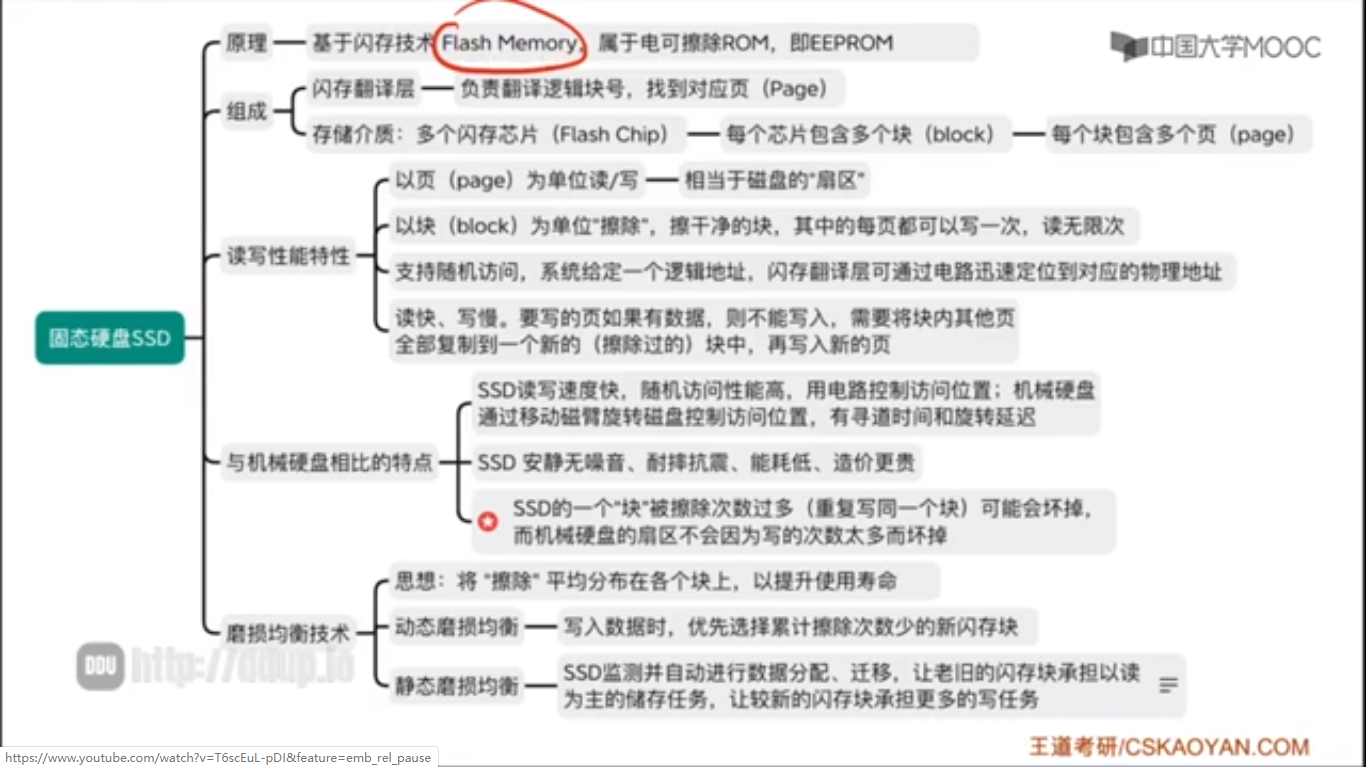 中国大学MOOC
固态硬盘SSD
原理
基于闪存技术 Flash Memory，属于电可擦除ROM，即EEPROM
组成
闪存翻译层
负责翻译逻辑块号，找到对应页（Page）
存储介质：多个闪存芯片（Flash Chip）
每个芯片包含多个块（block）
每个块包含多个页（page）
读写性能特性
以页（page）为单位读/写
相当于磁盘的"扇区"
以块（block）为单位"擦除"，擦干净的块，其中的每页都可以写一次，读无限次
支持随机访问，系统给定一个逻辑地址，闪存翻译层可通过电路迅速定位到对应的物理地址
读快、写慢。要写的页如果有数据，则不能写入，需要将块内其他页
全部复制到一个新的（擦除过的）块中，再写入新的页
与机械硬盘相比的特点
SSD读写速度快，随机访问性能高，用电路控制访问位置；机械硬盘
通过移动磁臂旋转磁盘控制访问位置，有寻道时间和旋转延迟
SSD 安静无噪音、耐摔抗震、能耗低、造价更贵
SSD的一个"块"被擦除次数过多（重复写同一个块）可能会坏掉，
而机械硬盘的扇区不会因为写的次数太多而坏掉
磨损均衡技术
思想：将 "擦除" 平均分布在各个块上，以提升使用寿命
动态磨损均衡
写入数据时，优先选择累计擦除次数少的新闪存块
静态磨损均衡
SSD监测并自动进行数据分配、迁移，让老旧的闪存块承担以读
为主的储存任务，让较新的闪存块承担更多的写任务
DDU http://ddup.io
王道考研/CSKAOYAN.COM
https://www.youtube.com/watch?v=T6scEuL-pDI&feature=emb_rel_pause